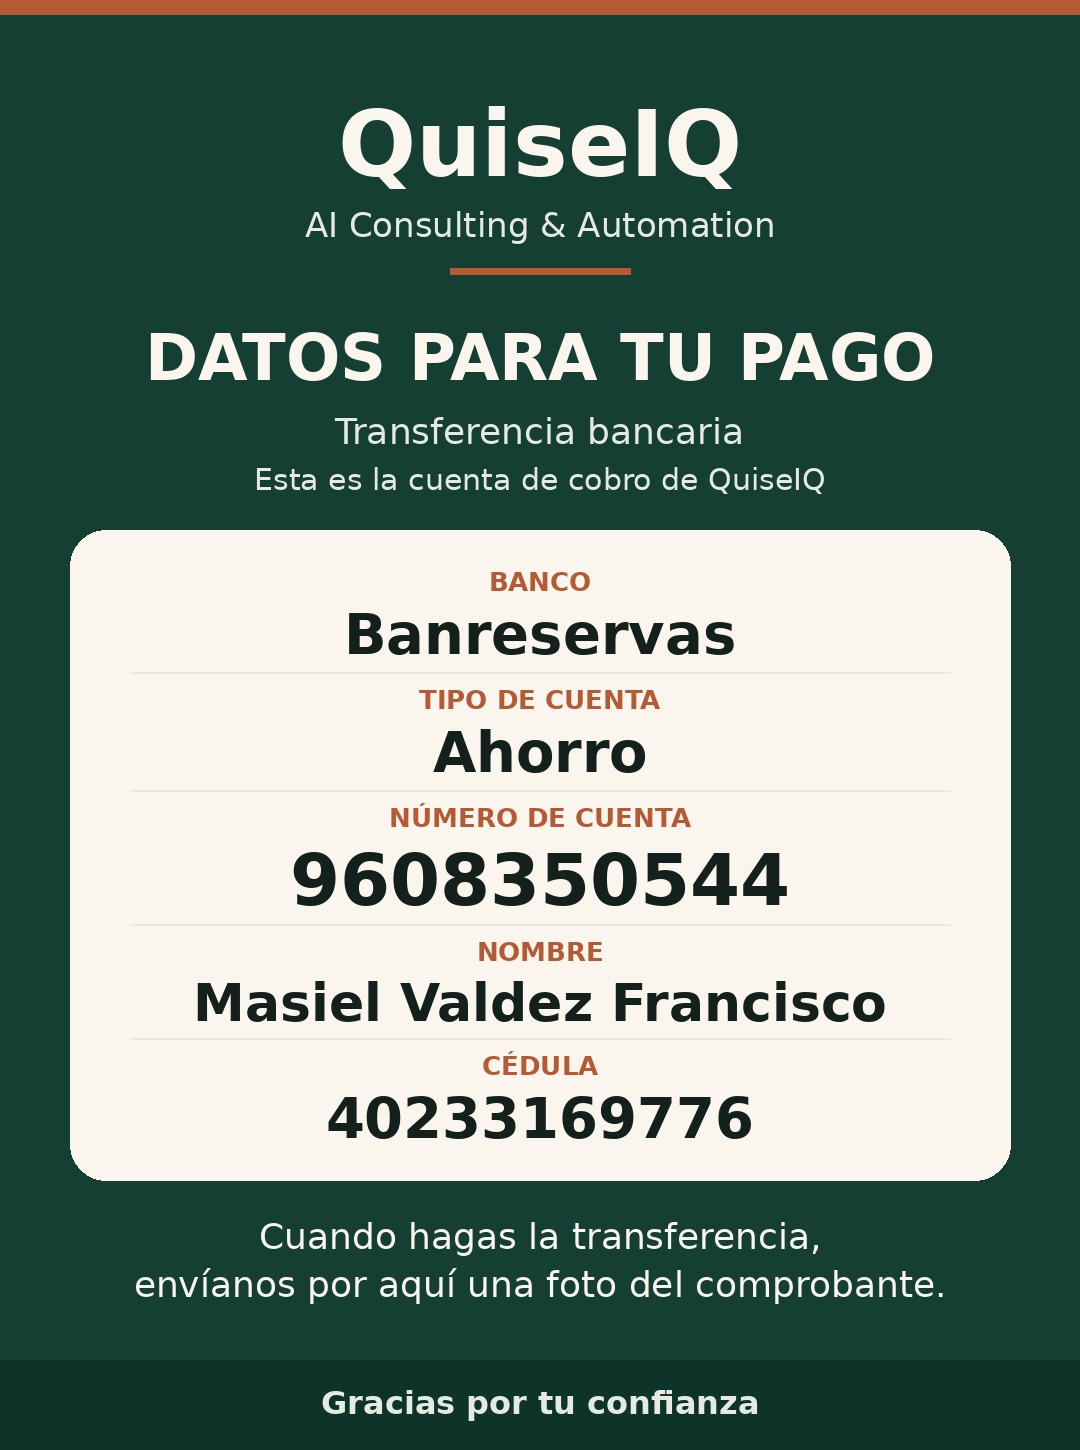 QuiseIQ
AI Consulting & Automation
DATOS PARA TU PAGO
Transferencia bancaria
Esta es la cuenta de cobro de QuiseIQ
BANCO
Banreservas
TIPO DE CUENTA
Ahorro
NÚMERO DE CUENTA
9608350544
NOMBRE
Masiel Valdez Francisco
CÉDULA
40233169776
Cuando hagas la transferencia,
envíanos por aquí una foto del comprobante.
Gracias por tu confianza